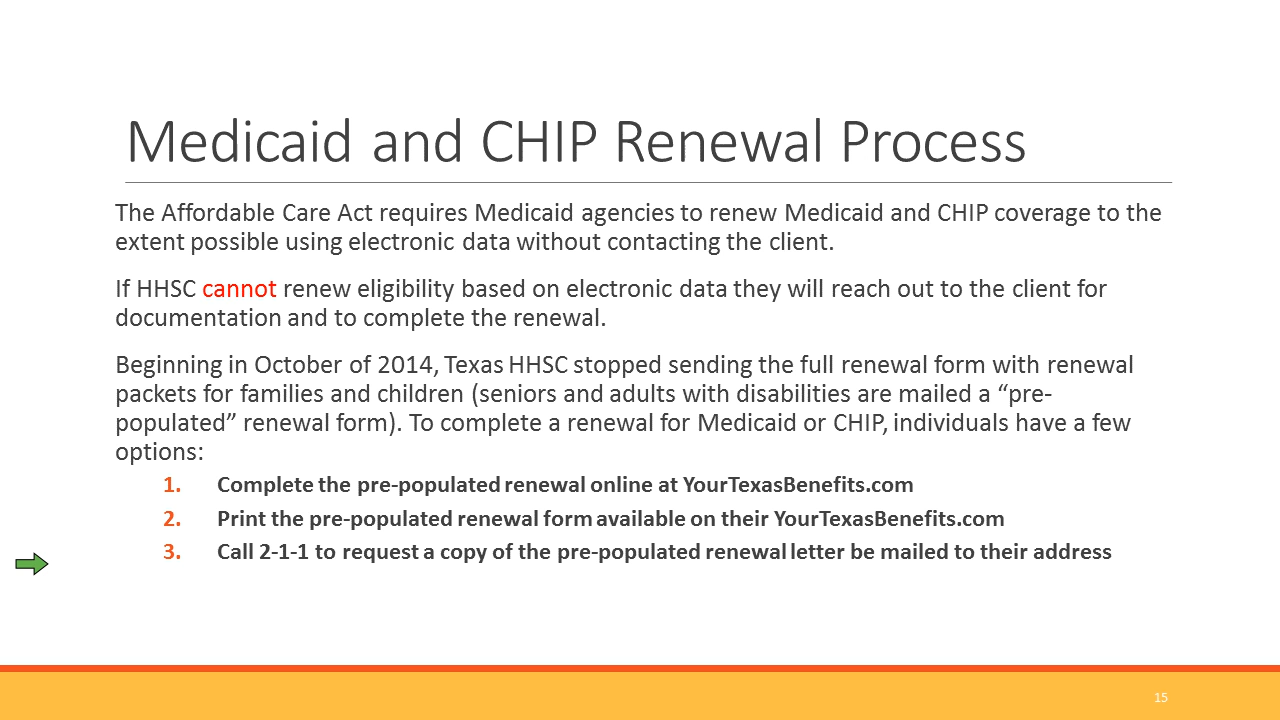 Medicaid and CHIP Renewal Process
The Affordable Care Act requires Medicaid agencies to renew Medicaid and CHIP coverage to the
extent possible using electronic data without contacting the client.
If HHSC cannot renew eligibility based on electronic data they will reach out to the client for
documentation and to complete the renewal.
Beginning in October of 2014, Texas HHSC stopped sending the full renewal form with renewal
packets for families and children (seniors and adults with disabilities are mailed a “pre-
populated” renewal form). To complete a renewal for Medicaid or CHIP, individuals have a few
options:
1. Complete the pre-populated renewal online at YourTexasBenefits.com
2. Print the pre-populated renewal form available on their YourTexasBenefits.com
3. Call 2-1-1 to request a copy of the pre-populated renewal letter be mailed to their address
15